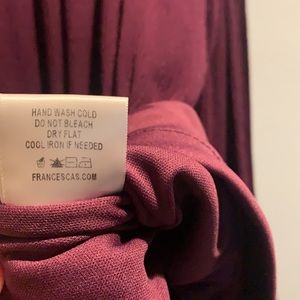 HAND WASH COLD
DO NOT BLEACH
DRY FLAT
COOL IRON IF NEEDED
FRANCESCAS.COM